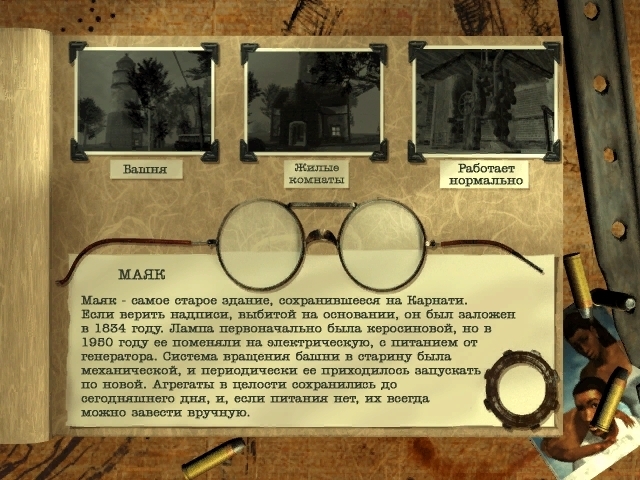 Башня
Жилые
комнаты
Работает
нормально
МАЯК
Маяк - самое старое здание, сохранившееся на Карнати.
Если верить надписи, выбитой на основании, он был заложен
в 1834 году. Лампа первоначально была керосиновой, но в
1950 году ее поменяли на электрическую, с питанием от
генератора. Система вращения башни в старину была
механической, и периодически ее приходилось запускать
по новой. Агрегаты в целости сохранились до
сегодняшнего дня, и, если питания нет, их всегда
можно завести вручную.